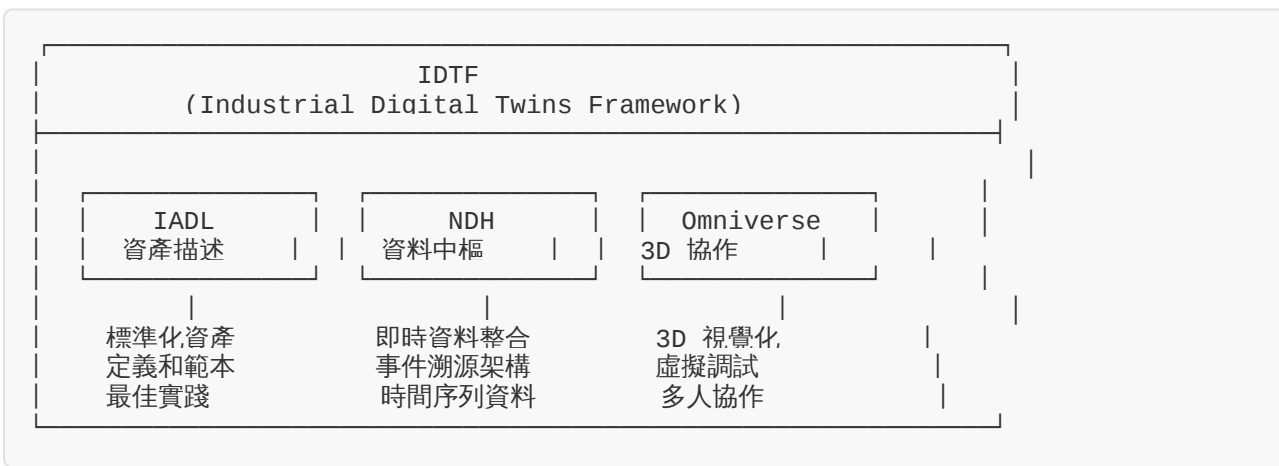 IDTF
(Industrial Digital Twins Framework)
IADL NDH Omniverse
資產描述 資料中樞 3D 協作
標準化資產 即時資料整合 3D 視覺化
定義和範本 事件溯源架構 虛擬調試
最佳實踐 時間序列資料 多人協作